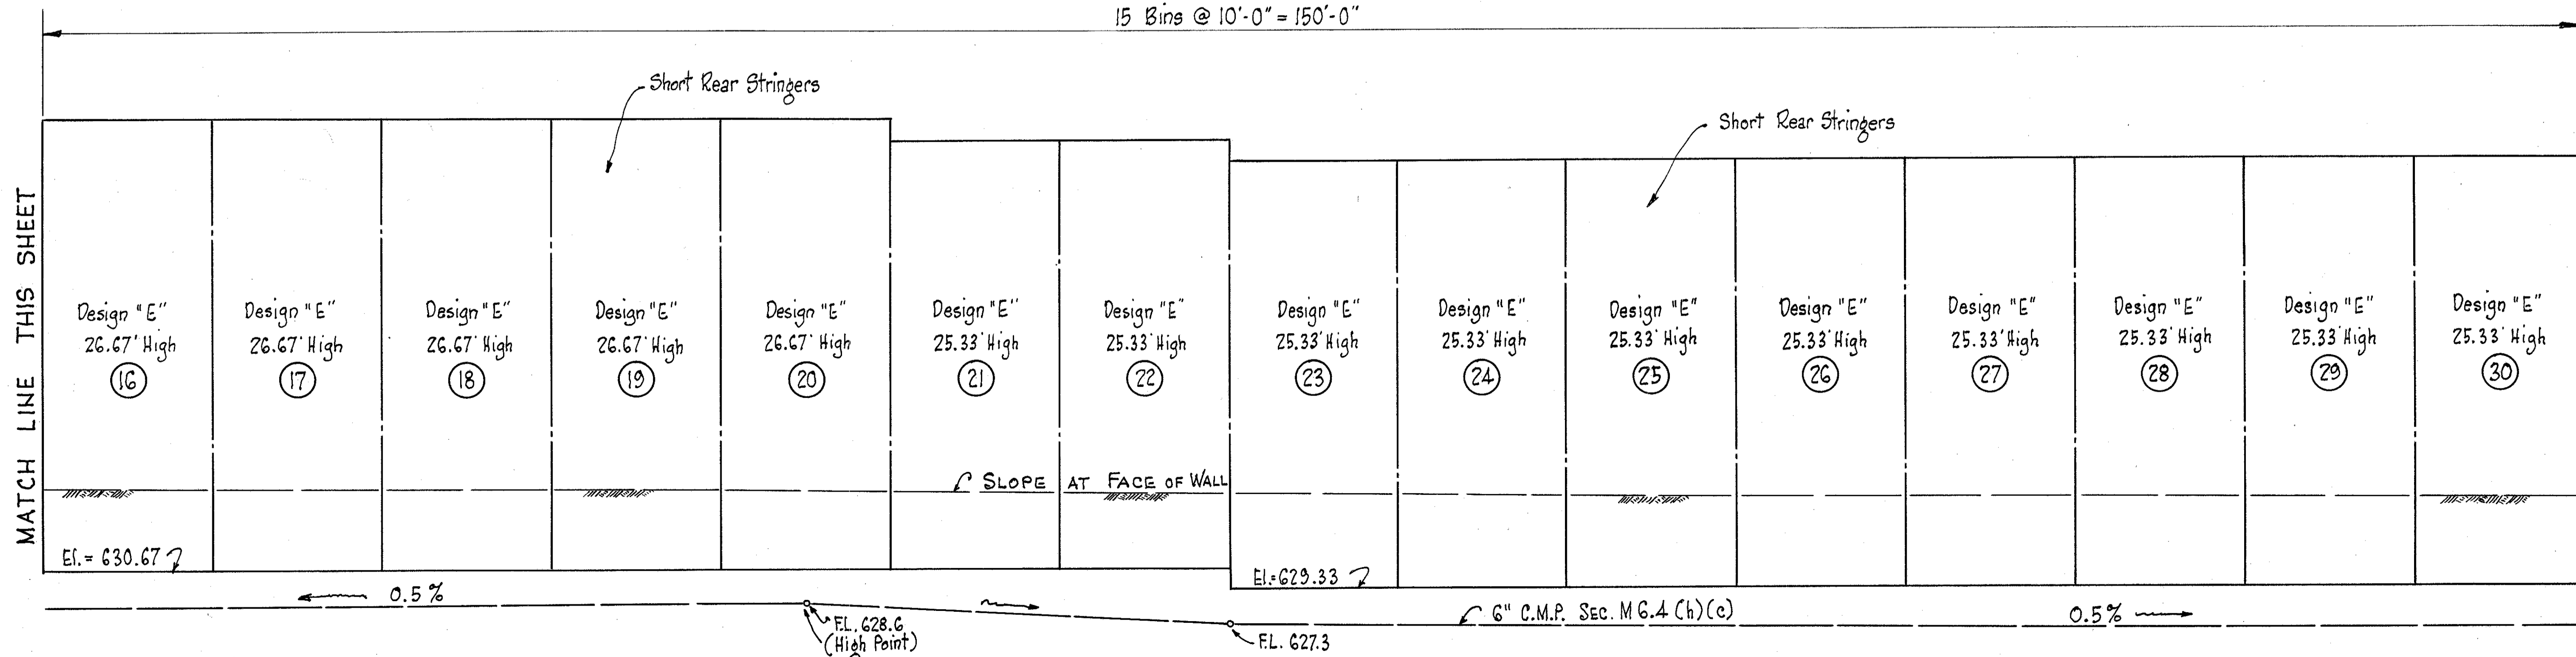 15 Bins @ 10'-0" = 150'-0"
Short Rear Stringers
Short Rear Stringers
MATCH LINE THIS SHEET
Design "E"
26.67' High
16
Design "E"
26.67' High
17
Design "E"
26.67' High
18
Design "E"
26.67' High
19
Design "E"
26.67' High
20
Design "E"
25.33' High
21
Design "E"
25.33' High
22
Design "E"
25.33' High
23
Design "E"
25.33' High
24
Design "E"
25.33' High
25
Design "E"
25.33' High
26
Design "E"
25.33' High
27
Design "E"
25.33' High
28
Design "E"
25.33' High
29
Design "E"
25.33' High
30
SLOPE AT FACE OF WALL
El. = 630.67
El. = 629.33
0.5%
F.L. 628.6
(High Point)
F.L. 627.3
6" C.M.P. SEC. M 6.4 (h)(c)
0.5%